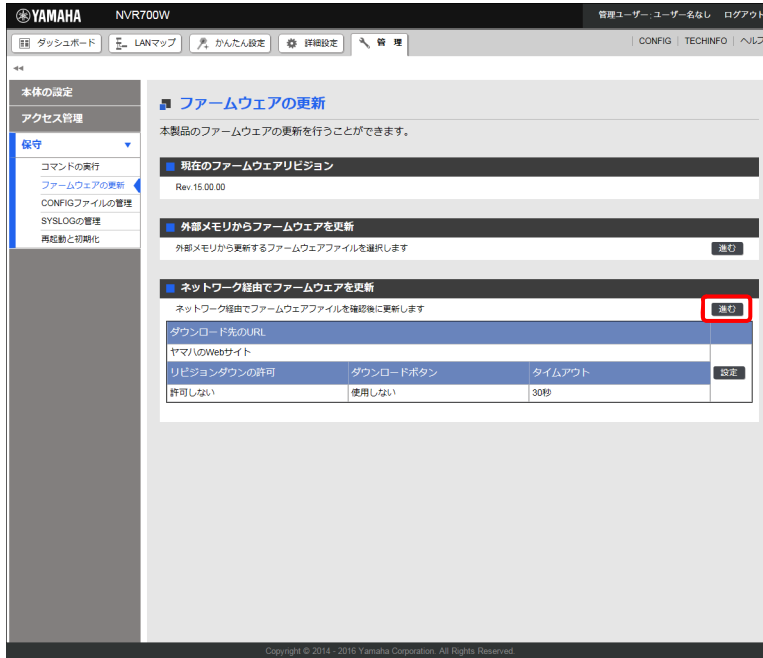 YAMAHA NVR700W 管理ユーザー:ユーザー名なし ログアウト
ダッシュボード LANマップ かんたん設定 詳細設定 管理 CONFIG TECHINFO ヘルプ
本体の設定
アクセス管理
保守
コマンドの実行
ファームウェアの更新
CONFIGファイルの管理
SYSLOGの管理
再起動と初期化
ファームウェアの更新
本製品のファームウェアの更新を行うことができます。
現在のファームウェアリビジョン
Rev.15.00.00
外部メモリからファームウェアを更新
外部メモリから更新するファームウェアファイルを選択します 進む
ネットワーク経由でファームウェアを更新
ネットワーク経由でファームウェアファイルを確認後に更新します 進む
ダウンロード先のURL
ヤマハのWebサイト
リビジョンダウンの許可 ダウンロードボタン タイムアウト 設定
許可しない 使用しない 30秒
Copyright © 2014 - 2016 Yamaha Corporation. All Rights Reserved.